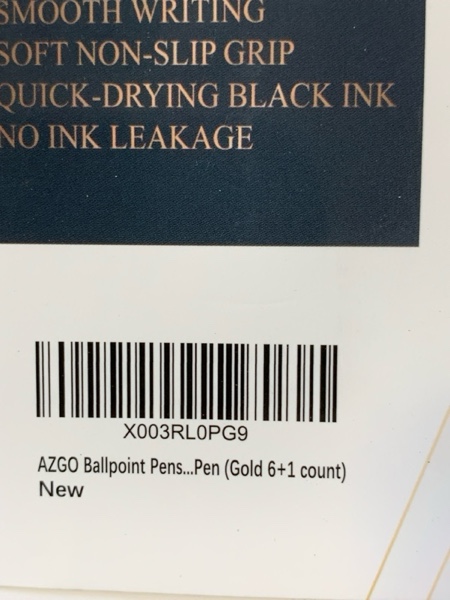 SMOOTH WRITING
SOFT NON-SLIP GRIP
QUICK-DRYING BLACK INK
NO INK LEAKAGE
X003RL0PG9
AZGO Ballpoint Pens...Pen (Gold 6+1 count)
New